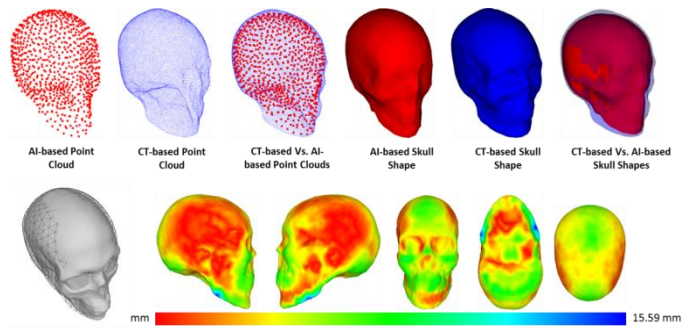 AI-based Point
Cloud
CT-based Point
Cloud
CT-based Vs. AI-
based Point Clouds
AI-based Skull
Shape
CT-based Skull
Shape
CT-based Vs. AI-based
Skull Shapes
mm
15.59 mm